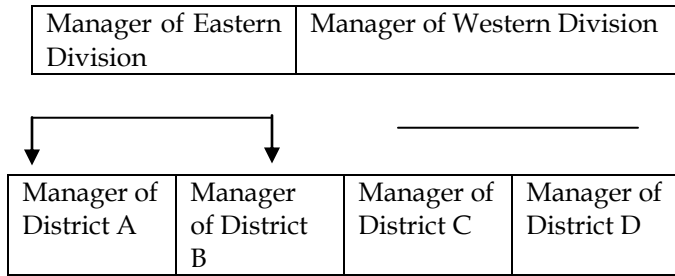 Manager of Eastern
Division
Manager of Western Division
Manager of
District A
Manager
of District
B
Manager of
District C
Manager of
District D